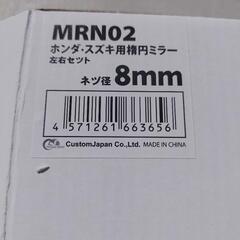 MRN02
ホンダ・スズキ用楕円ミラー
左右セット
ネジ径 8mm
4 571261 663656
CustomJapan Co.,Ltd. MADE IN CHINA